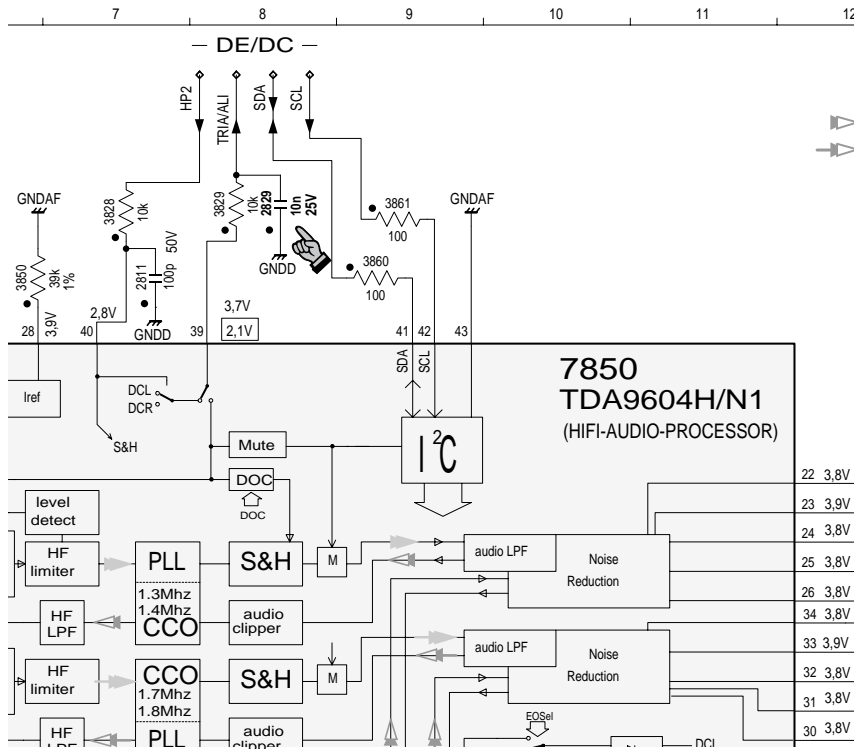 7 8 9 10 11 12
DE/DC
HP2
TRIA/ALI
SDA
SCL
GNDAF
3828
10k
3829
10k
2829
10n
25V
3861
100
GNDAF
3850
39k
1%
2811
100p
50V
GNDD
3860
100
2,8V
GNDD
3,7V
2,1V
28
3,9V
40
39
41
42
43
SDA
SCL
7850
TDA9604H/N1
(HIFI-AUDIO-PROCESSOR)
Iref
DCL
DCR
S&H
Mute
I2C
DOC
DOC
22 3,8V
23 3,9V
24 3,8V
25 3,8V
26 3,8V
34 3,8V
33 3,9V
32 3,8V
31 3,8V
30 3,8V
level
detect
HF
limiter
PLL
1.3Mhz
1.4Mhz
CCO
S&H
M
audio LPF
Noise
Reduction
HF
LPF
audio
clipper
HF
limiter
CCO
1.7Mhz
1.8Mhz
PLL
S&H
M
audio LPF
Noise
Reduction
HF
LPF
audio
clipper
EOSel
DCL